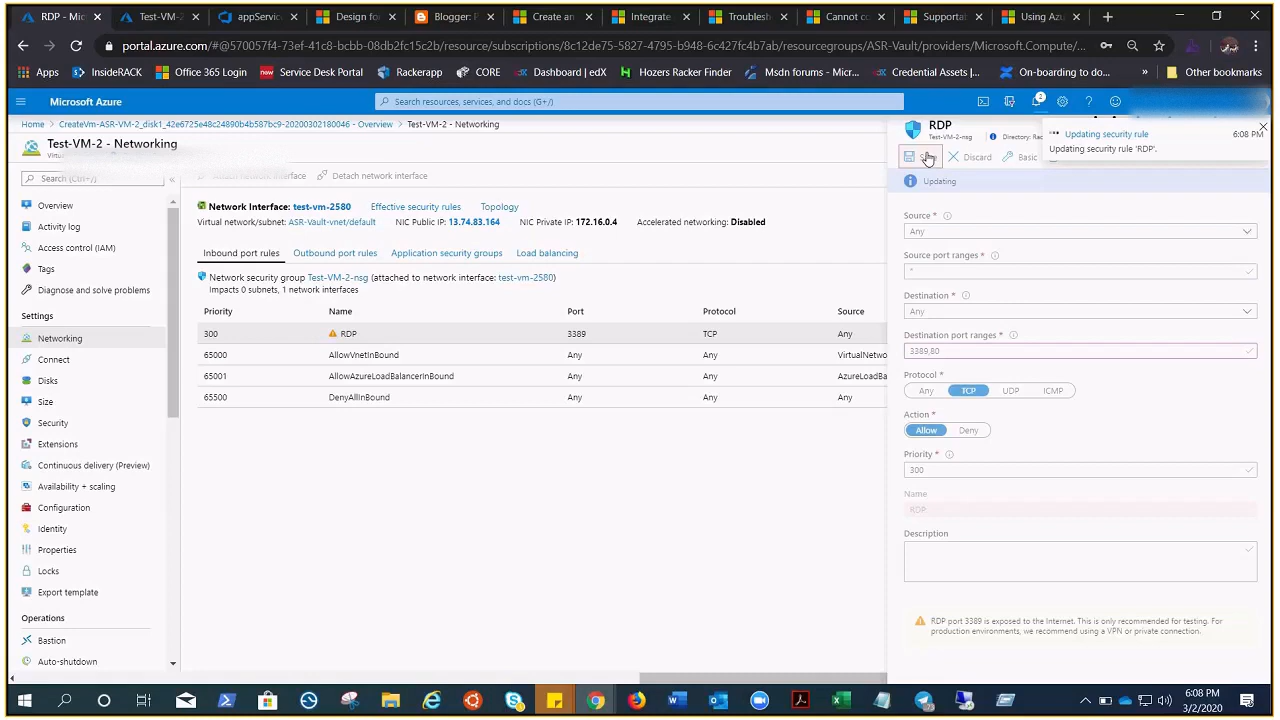 RDP - Mic
Test-VM-2
appServic
Design for
Blogger: P
Create an
Integrate
Troublesh
Cannot co
Supportal
Using Az
portal.azure.com/#@570057f4-73ef-41c8-bcbb-08db2fc15c2b/resource/subscriptions/8c12de75-5827-4795-b948-6c427fc4b7ab/resourcegroups/ASR-Vault/providers/Microsoft.Compute/...
Apps
InsideRACK
Office 365 Login
new Service Desk Portal
Rackerapp
CORE
Dashboard | edX
Hozers Racker Finder
Msdn forums - Micr...
Credential Assets |...
On-boarding to do...
»
Other bookmarks
Microsoft Azure
Search resources, services, and docs (G+/)
2
Home > CreateVm-ASR-VM-2_disk1_42e6725e48c24890b4b587bc9-20200302180046 - Overview > Test-VM-2 - Networking
Test-VM-2 - Networking
Search (Ctrl+/)
«
Overview
Activity log
Access control (IAM)
Tags
Diagnose and solve problems
Settings
Networking
Connect
Disks
Size
Security
Extensions
Continuous delivery (Preview)
Availability + scaling
Configuration
Identity
Properties
Locks
Export template
Operations
Bastion
Auto-shutdown
Detach network interface
Network Interface: test-vm-2580 Effective security rules Topology
Virtual network/subnet: ASR-Vault-vnet/default NIC Public IP: 13.74.83.164 NIC Private IP: 172.16.0.4 Accelerated networking: Disabled
Inbound port rules Outbound port rules Application security groups Load balancing
Network security group Test-VM-2-nsg (attached to network interface: test-vm-2580)
Impacts 0 subnets, 1 network interfaces
Priority Name Port Protocol Source
300 RDP 3389 TCP Any
65000 AllowVnetInBound Any Any VirtualNetwo
65001 AllowAzureLoadBalancerInBound Any Any AzureLoadBa
65500 DenyAllInBound Any Any Any
RDP
Test-VM-2-nsg
Directory: Rac
Discard
Basic
Updating security rule 6:08 PM
Updating security rule 'RDP'.
Updating
Source *
Any
Source port ranges *
*
Destination *
Any
Destination port ranges *
3389,80
Protocol *
Any TCP UDP ICMP
Action *
Allow Deny
Priority *
300
Name
RDP
Description
RDP port 3389 is exposed to the Internet. This is only recommended for testing. For
production environments, we recommend using a VPN or private connection.
6:08 PM
3/2/2020